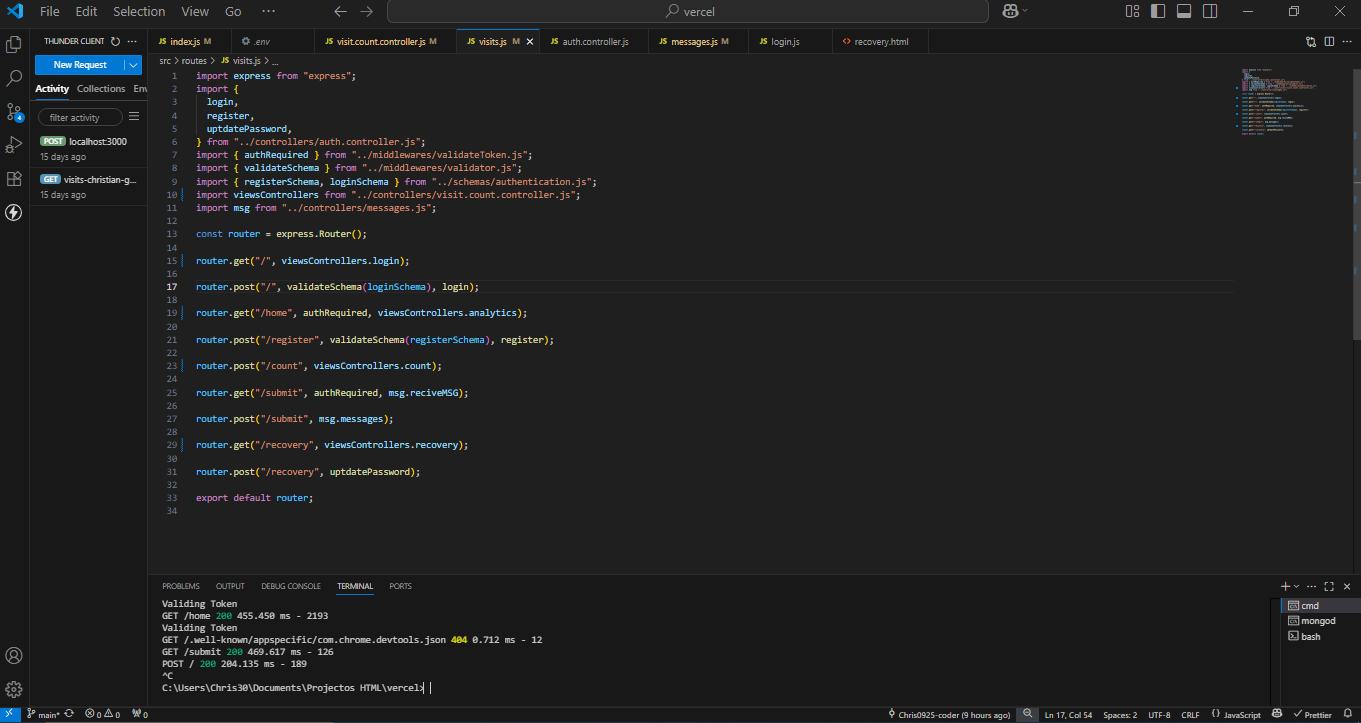 File Edit Selection View Go ··· vercel
THUNDER CLIENT ···
New Request
Activity Collections En
filter activity
POST localhost:3000
15 days ago
GET visits-christian-g...
15 days ago
JS index.js M
.env
JS visit.count.controller.js M
JS visits.js M
JS auth.controller.js
JS messages.js M
JS login.js
<> recovery.html
src > routes > JS visits.js > ...
1 import express from "express";
2 import {
3 login,
4 register,
5 uptdatePassword,
6 } from "../controllers/auth.controller.js";
7 import { authRequired } from "../middlewares/validateToken.js";
8 import { validateSchema } from "../middlewares/validator.js";
9 import { registerSchema, loginSchema } from "../schemas/authentication.js";
10 import viewsControllers from "../controllers/visit.count.controller.js";
11 import msg from "../controllers/messages.js";
12
13 const router = express.Router();
14
15 router.get("/", viewsControllers.login);
16
17 router.post("/", validateSchema(loginSchema), login);
18
19 router.get("/home", authRequired, viewsControllers.analytics);
20
21 router.post("/register", validateSchema(registerSchema), register);
22
23 router.post("/count", viewsControllers.count);
24
25 router.get("/submit", authRequired, msg.reciveMSG);
26
27 router.post("/submit", msg.messages);
28
29 router.get("/recovery", viewsControllers.recovery);
30
31 router.post("/recovery", uptdatePassword);
32
33 export default router;
34
PROBLEMS OUTPUT DEBUG CONSOLE TERMINAL PORTS
Validating Token
GET /home 200 455.450 ms - 2193
Validating Token
GET /.well-known/appspecific/com.chrome.devtools.json 404 0.712 ms - 12
GET /submit 200 469.617 ms - 126
POST / 200 204.135 ms - 189
^C
C:\Users\Chris30\Documents\Projectos HTML\vercel>
cmd
mongod
bash
4
main* 0 0 0 Chris0925-coder (9 hours ago) Ln 17, Col 54 Spaces: 2 UTF-8 CRLF {} JavaScript Prettier